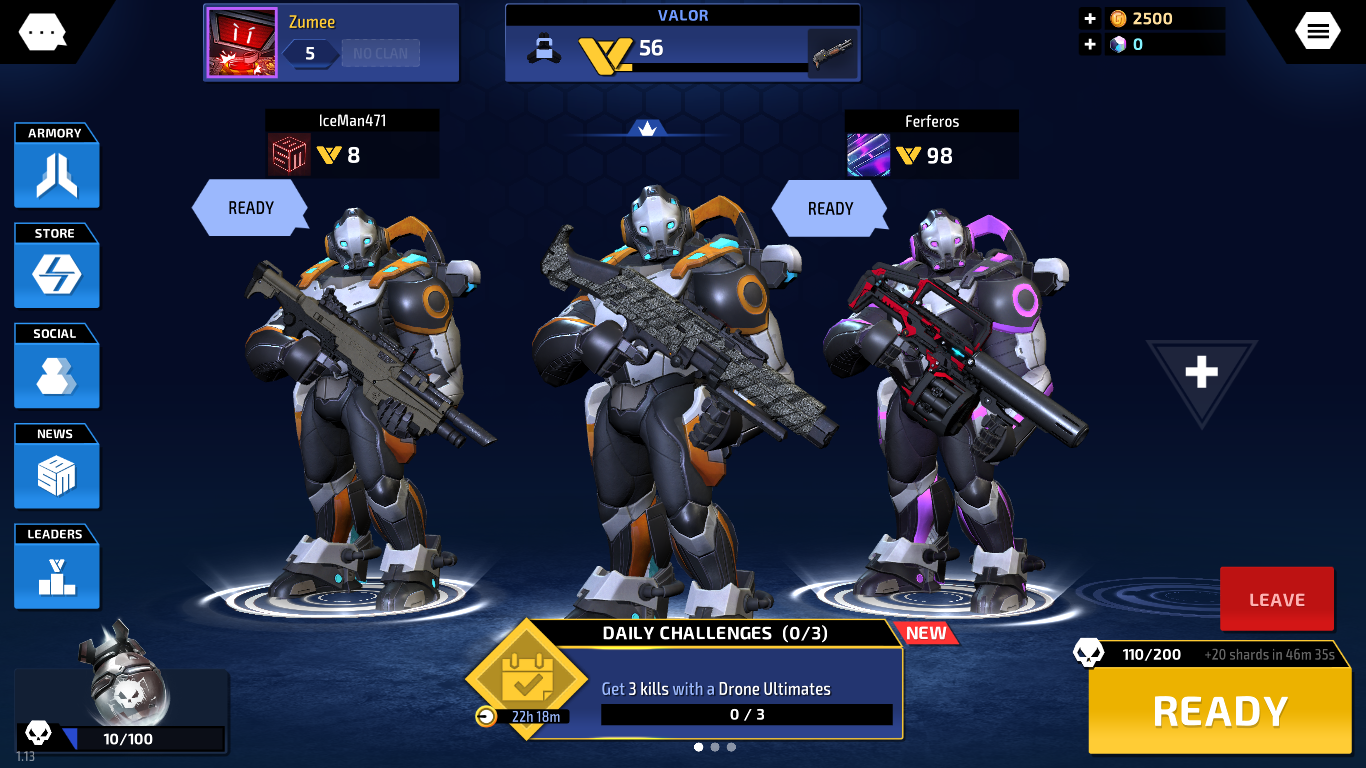 Zumee
5
NO CLAN
VALOR
56
2500
0
ARMORY
STORE
SOCIAL
NEWS
LEADERS
IceMan471
8
READY
Ferferos
98
READY
LEAVE
DAILY CHALLENGES (0/3)
NEW
Get 3 kills with a Drone Ultimates
0 / 3
22h 18m
110/200
+20 shards in 46m 35s
READY
10/100
1.13